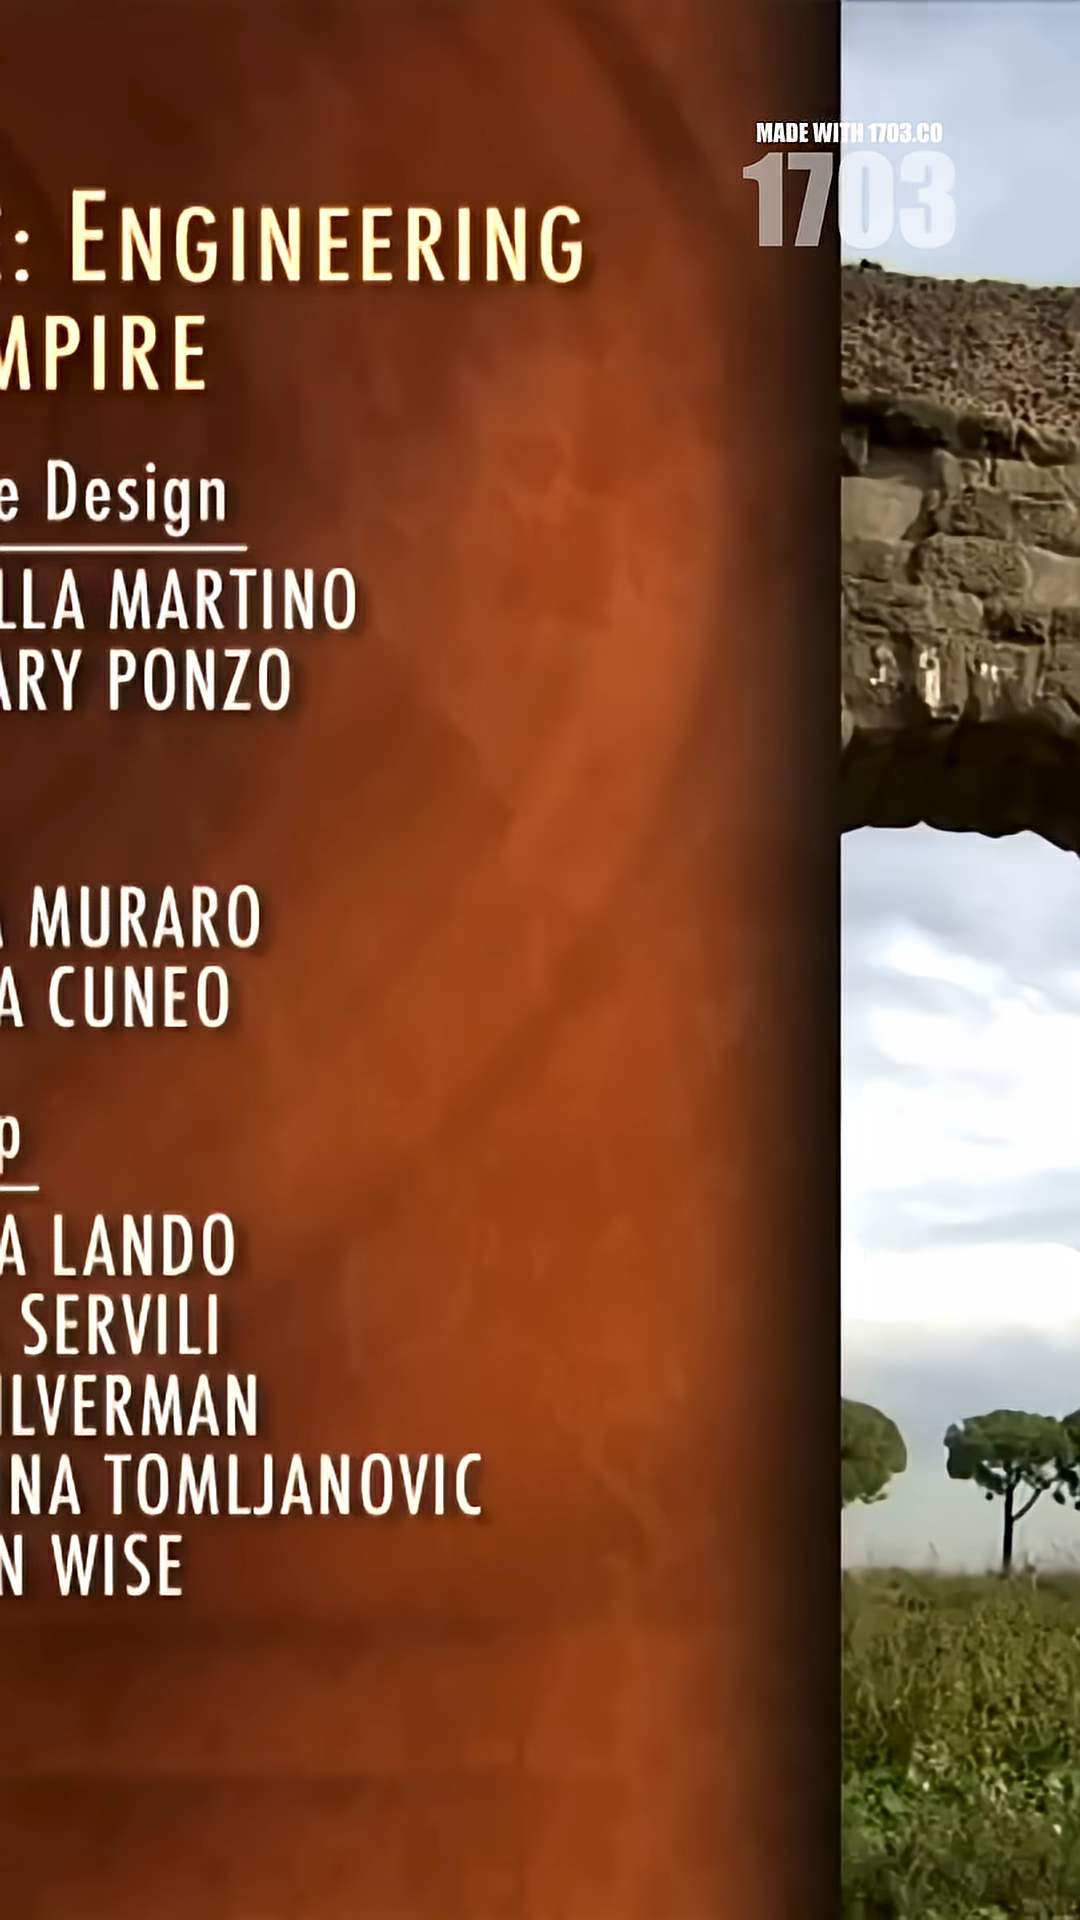 MADE WITH 1703.CO
1703
: ENGINEERING
MPIRE
e Design
LLA MARTINO
ARY PONZO
A MURARO
A CUNEO
p
A LANDO
SERVILI
ILVERMAN
NA TOMLJANOVIC
N WISE